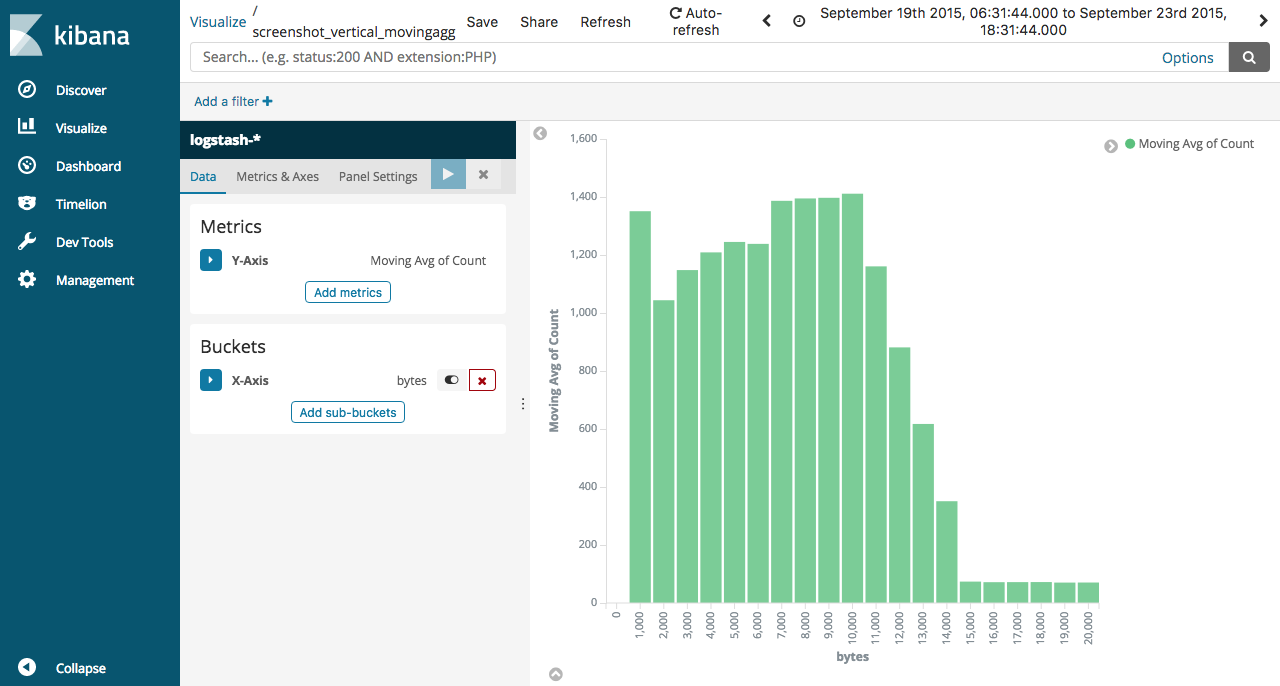 kibana
Discover
Visualize
Dashboard
Timelion
Dev Tools
Management
Collapse
Visualize / screenshot_vertical_movingagg
Save
Share
Refresh
Auto-refresh
September 19th 2015, 06:31:44.000 to September 23rd 2015, 18:31:44.000
Search... (e.g. status:200 AND extension:PHP)
Options
Add a filter +
logstash-*
Data
Metrics & Axes
Panel Settings
Metrics
Y-Axis
Moving Avg of Count
Add metrics
Buckets
X-Axis
bytes
Add sub-buckets
Moving Avg of Count
1,600
1,400
1,200
1,000
800
600
400
200
0
0
1,000
2,000
3,000
4,000
5,000
6,000
7,000
8,000
9,000
10,000
11,000
12,000
13,000
14,000
15,000
16,000
17,000
18,000
19,000
20,000
bytes
Moving Avg of Count